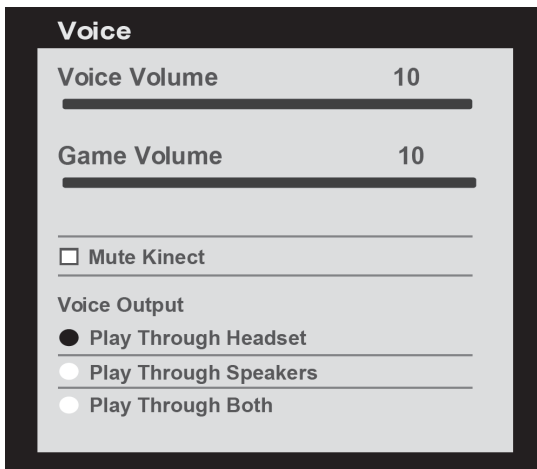 Voice
Voice Volume 10
Game Volume 10
Mute Kinect
Voice Output
Play Through Headset
Play Through Speakers
Play Through Both